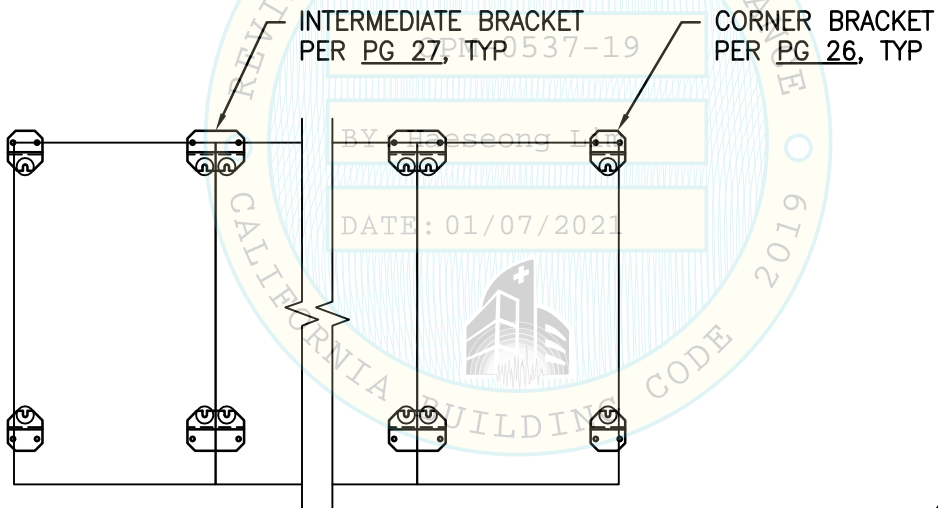 INTERMEDIATE BRACKET
PER PG 27, TYP
CORNER BRACKET
PER PG 26, TYP
OPM-0537-19
BY: Haeseong Lim
DATE: 01/07/2021
CALIFORNIA BUILDING CODE 2019